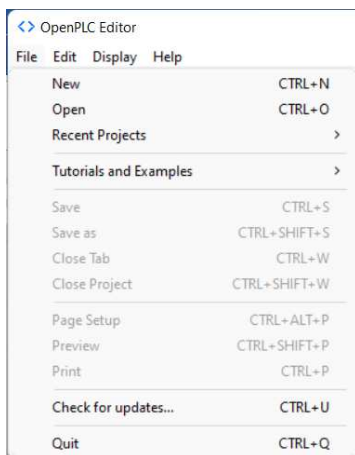 <> OpenPLC Editor
File Edit Display Help
New CTRL+N
Open CTRL+O
Recent Projects >
Tutorials and Examples >
Save CTRL+S
Save as CTRL+SHIFT+S
Close Tab CTRL+W
Close Project CTRL+SHIFT+W
Page Setup CTRL+ALT+P
Preview CTRL+SHIFT+P
Print CTRL+P
Check for updates... CTRL+U
Quit CTRL+Q